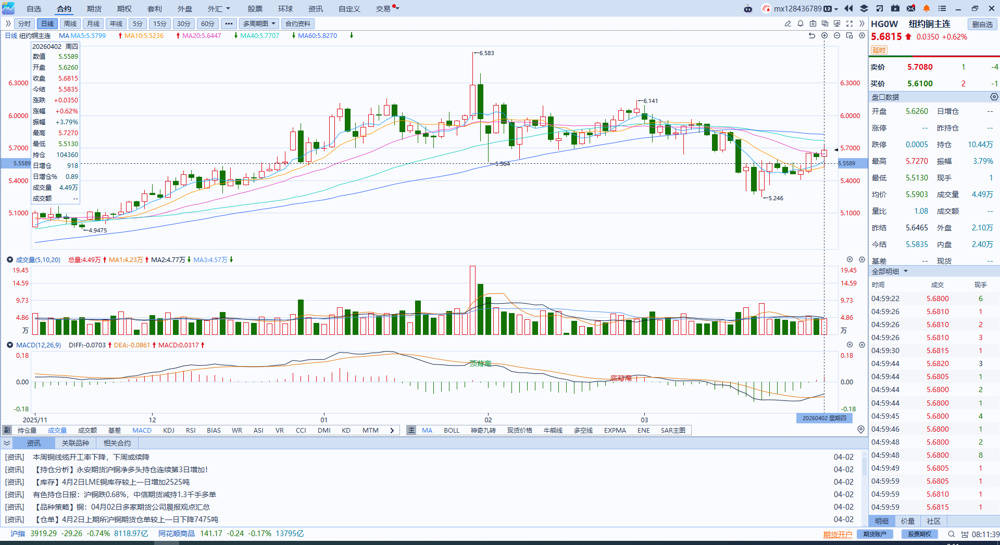 自选 合约 期货 期权 套利 外盘 外汇 股票 环球 资讯 自定义 交易 mx128436789 L2
分时 日线 周线 月线 年线 5分 15分 30分 60分 多周期图 合约资料
日线 纽约铜主连 MA MA5:5.5799 MA10:5.5236 MA20:5.6447 MA40:5.7707 MA60:5.8270
20260402 周四
数值 5.5589
开盘 5.6260
收盘 5.6815
今结 5.5835
涨跌 +0.0350
涨幅 +0.62%
振幅 +3.79%
最高 5.7270
最低 5.5130
持仓 104360
日增仓 918
日增仓% 0.89
成交量 4.49万
成交额 --
6.3000 6.3000
6.0000 6.0000
5.7000 5.7000
5.5589 5.5589
5.4000 5.4000
5.1000 5.1000
6.583
6.141
5.564
5.246
4.9475
成交量(5,10,20) 总量:4.49万 MA1:4.23万 MA2:4.77万 MA3:4.57万
19.45 19.45
14.59 14.59
9.73 9.73
4.86 4.86
万 万
MACD(12,26,9) DIFF:-0.0703 DEA:-0.0861 MACD:0.0317
0.18 0.18
顶背离
底背离
0.00 0.00
-0.18 -0.18
2025/11 12 01 02 03 20260402 星期四
副 持仓量 成交量 成交额 基差 MACD KDJ RSI BIAS WR ASI VR CCI DMI KD MTM 主 MA BOLL 神奇九转 现货价格 牛熊线 多空线 EXPMA ENE SAR主图
资讯 关联品种 相关合约
[资讯] 本周铜线缆开工率下降，下周或续降 04-02
[资讯] 【持仓分析】永安期货沪铜净多头持仓连续第3日增加！ 04-02
[资讯] 【库存】4月2日LME铜库存较上一日增加2525吨 04-02
[资讯] 有色持仓日报：沪铜跌0.68%，中信期货减持1.3千手多单 04-02
[资讯] 【品种策略】铜：04月02日多家期货公司晨报观点汇总 04-02
[资讯] 【仓单】4月2日上期所沪铜期货仓单较上一日下降7475吨 04-02
HG0W 纽约铜主连 删自选
5.6815 0.0350 +0.62%
延时
卖价 5.7080 1 -4
买价 5.6100 2 -1
盘口数据
开盘 5.6260 日增仓 --
涨停 -- 昨持仓 --
跌停 0.0005 持仓 10.44万
最高 5.7270 振幅 3.79%
最低 5.5130 现手 1
均价 5.5903 成交量 4.49万
量比 1.08 成交额 --
昨结 5.6465 外盘 2.10万
今结 5.5835 内盘 2.40万
基差 -- 现货 --
全部明细
时间 成交 现手
04:59:22 5.6800 6
04:59:26 5.6810 1
04:59:26 5.6810 2
04:59:26 5.6810 3
04:59:30 5.6815 1
04:59:44 5.6820 3
04:59:44 5.6805 1
04:59:44 5.6800 2
04:59:44 5.6800 1
04:59:45 5.6800 4
04:59:46 5.6800 1
04:59:48 5.6800 2
04:59:48 5.6800 8
04:59:49 5.6805 1
04:59:59 5.6805 1
04:59:59 5.6810 1
04:59:59 5.6815 1
明细 价量 社区
沪指 3919.29 -29.26 -0.74% 8118.97亿 同花顺商品 141.17 -0.24 -0.17% 13795亿 期货开户 期货账户 股票期权 08:11:39